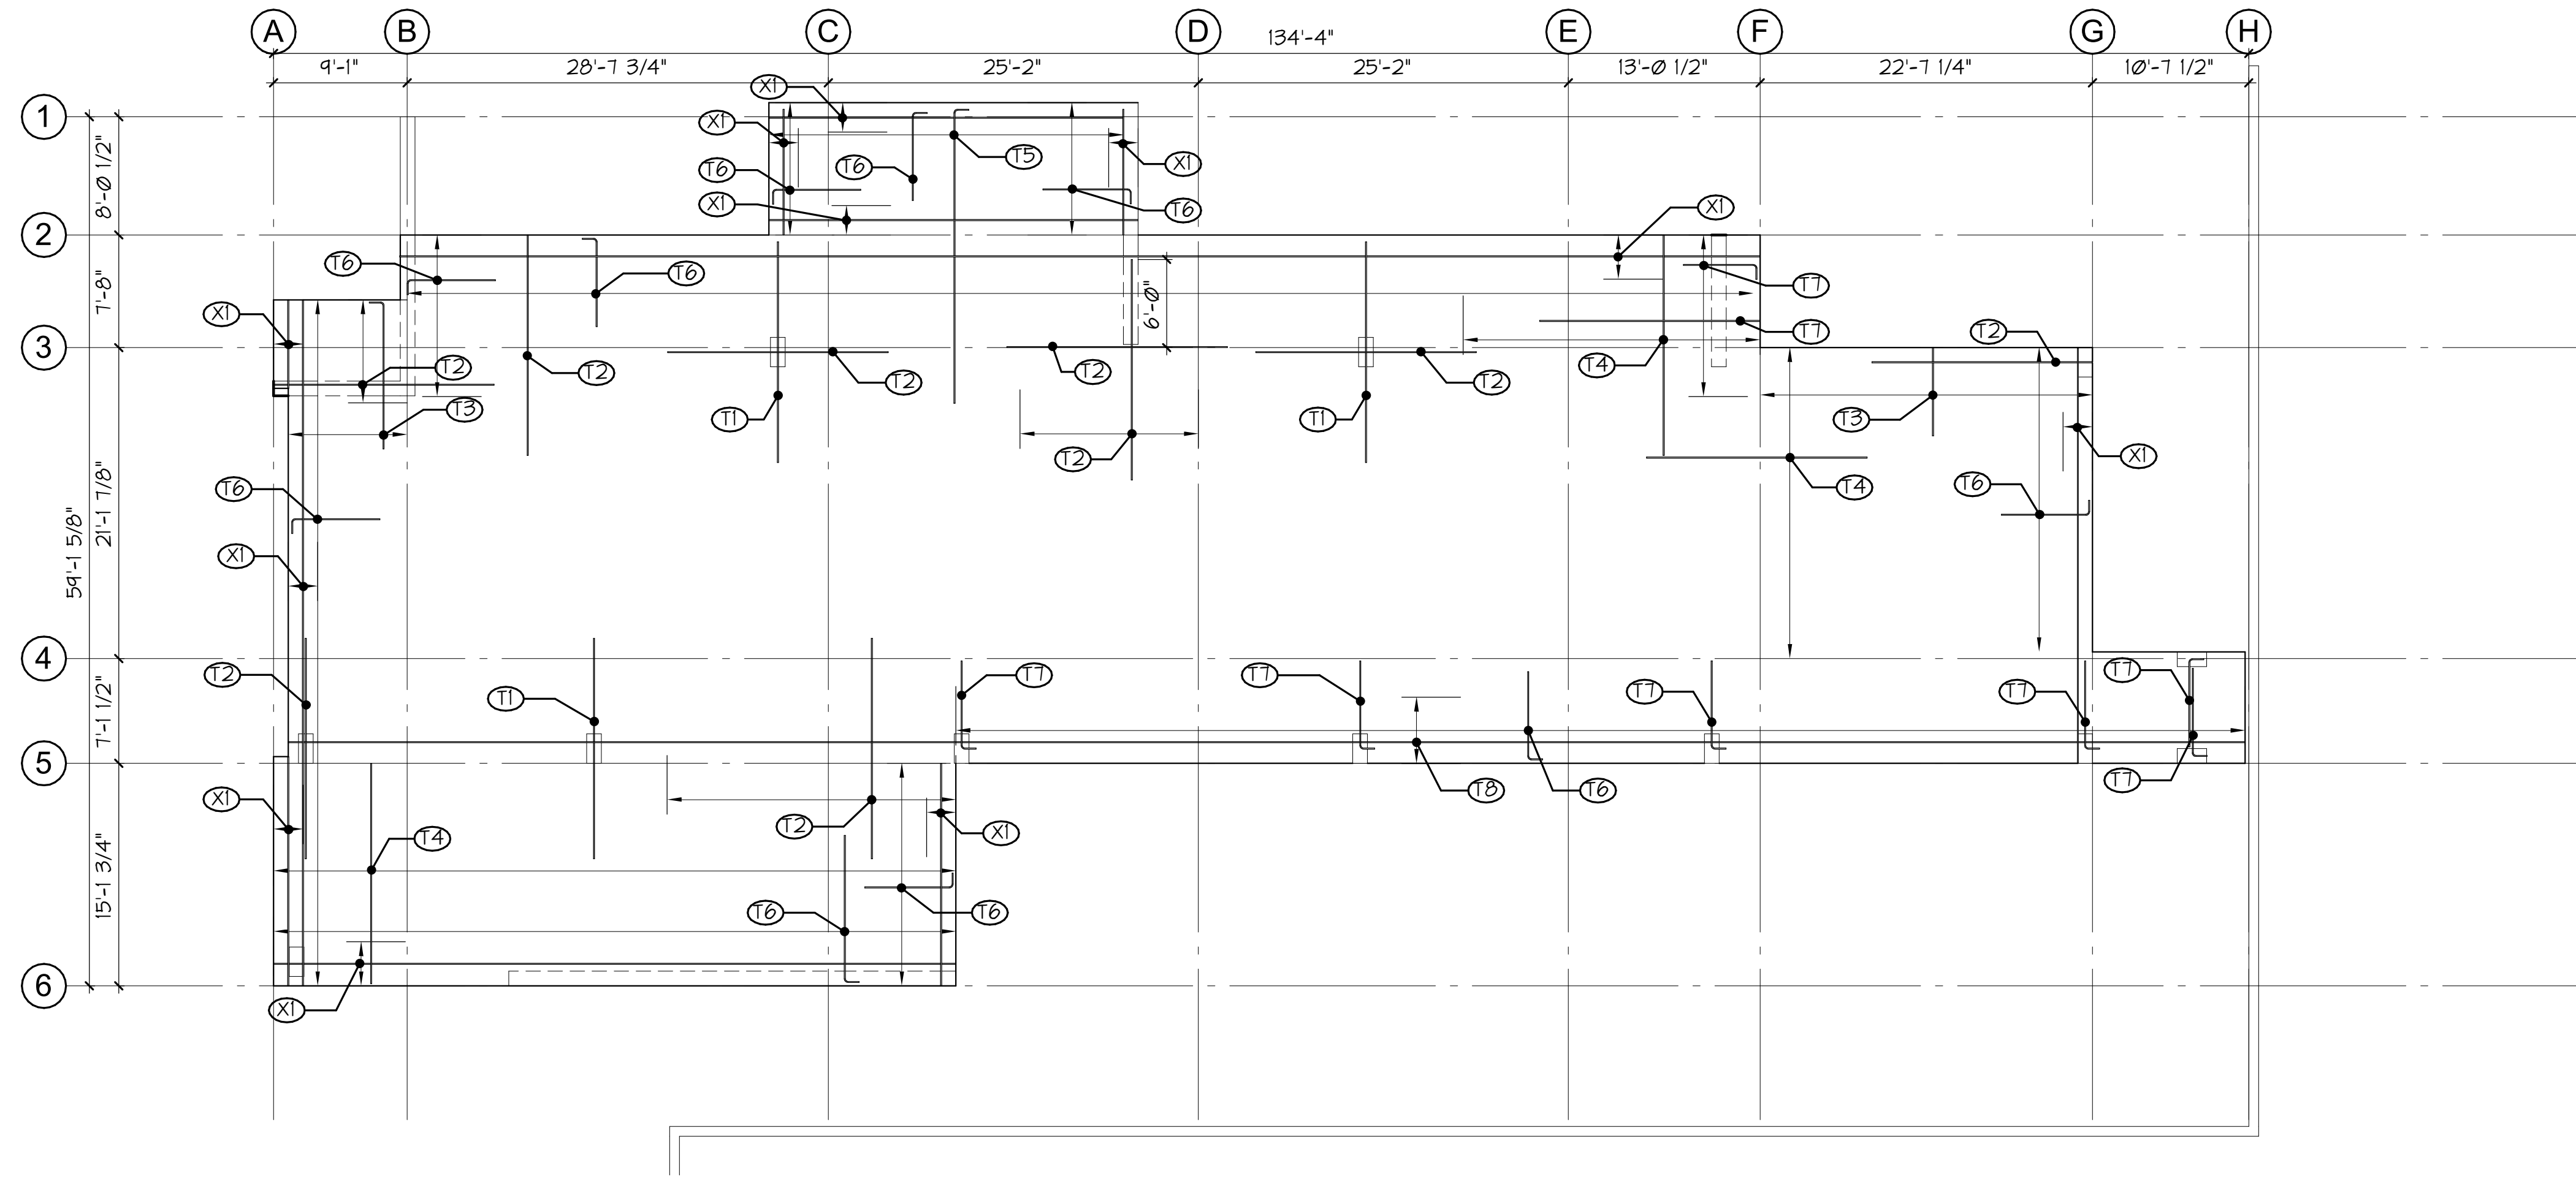 A B C D E F G H
134'-4"
9'-1" 28'-7 3/4" 25'-2" 25'-2" 13'-0 1/2" 22'-7 1/4" 10'-7 1/2"
X1
1
X1
T5
X1
T6
T6
8'-0 1/2"
X1
T6
X1
2
T6
T6
T7
7'-8"
X1
6'-0"
T7
T2
3
T2
T2
T2
T2
T2
T4
T3
T1
T1
T3
T2
X1
T6
T4
T6
21'-1 7/8"
59'-1 5/8"
X1
4
T2
T7
T7
T7
T1
T7
T7
7'-1 1/2"
5
T7
X1
T8
T6
T4
T2
X1
15'-1 3/4"
T6
T6
6
X1